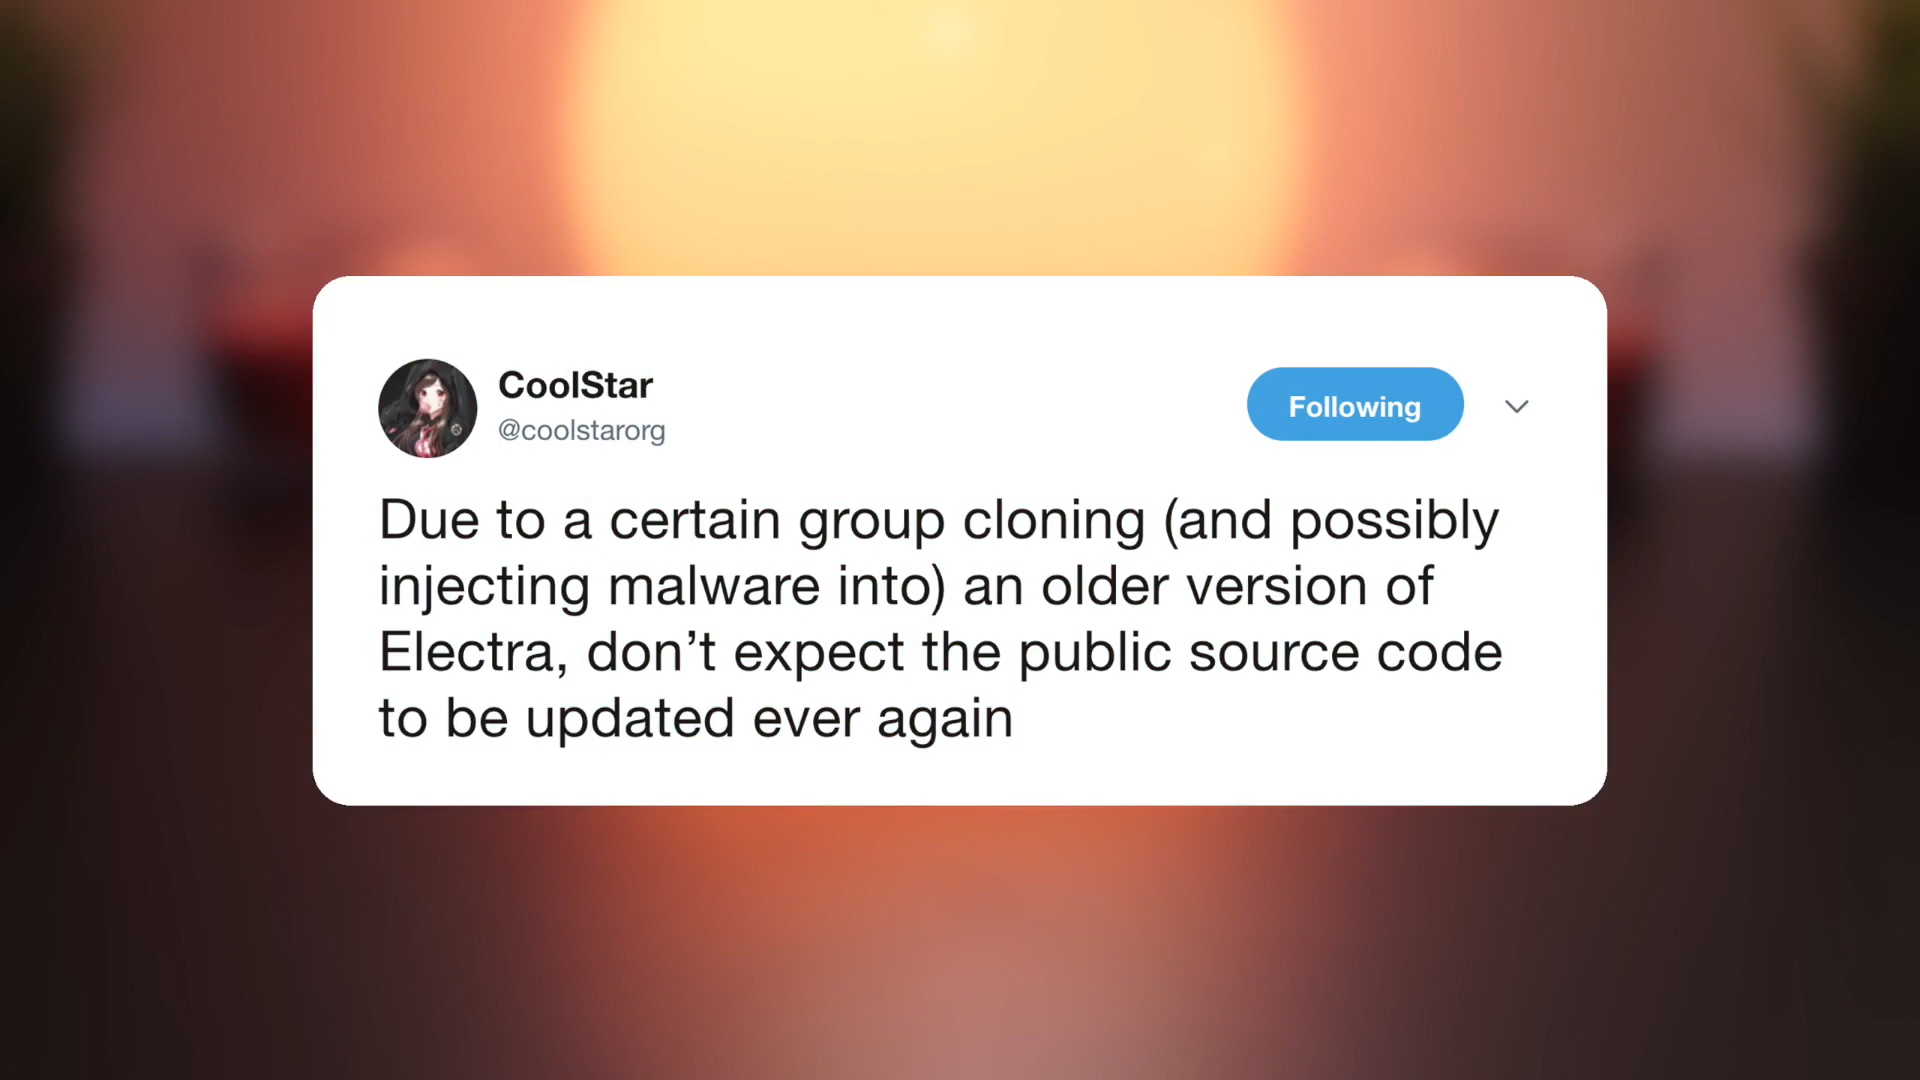 CoolStar
@coolstarorg
Following
Due to a certain group cloning (and possibly
injecting malware into) an older version of
Electra, don’t expect the public source code
to be updated ever again